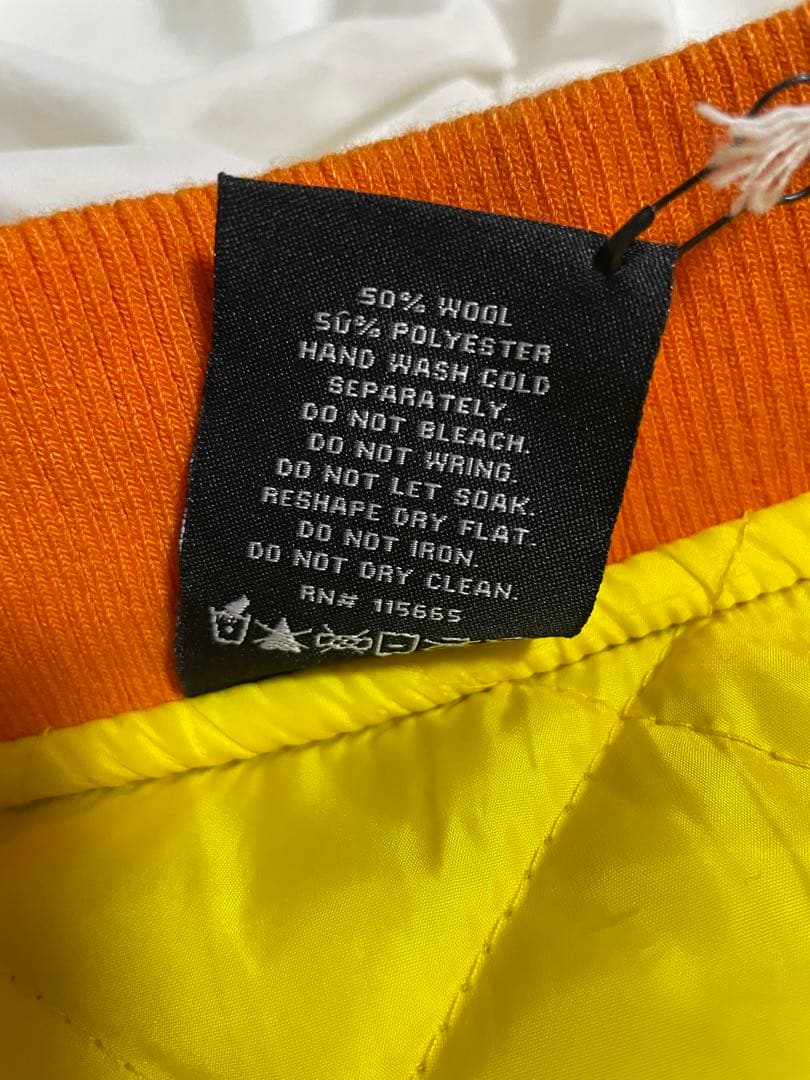 50% WOOL
50% POLYESTER
HAND WASH COLD
SEPARATELY.
DO NOT BLEACH.
DO NOT WRING.
DO NOT LET SOAK.
RESHAPE DRY FLAT.
DO NOT IRON.
DO NOT DRY CLEAN.
RN# 115665